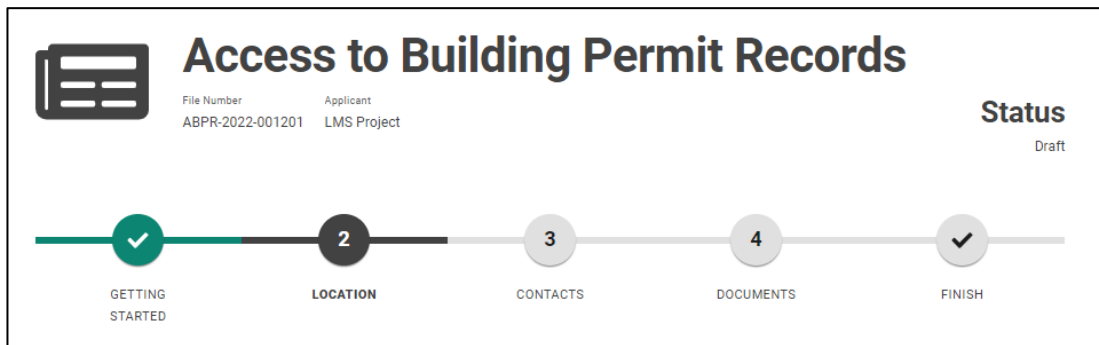 Access to Building Permit Records
File Number Applicant
ABPR-2022-001201 LMS Project
Status
Draft
2 3 4
GETTING STARTED LOCATION CONTACTS DOCUMENTS FINISH